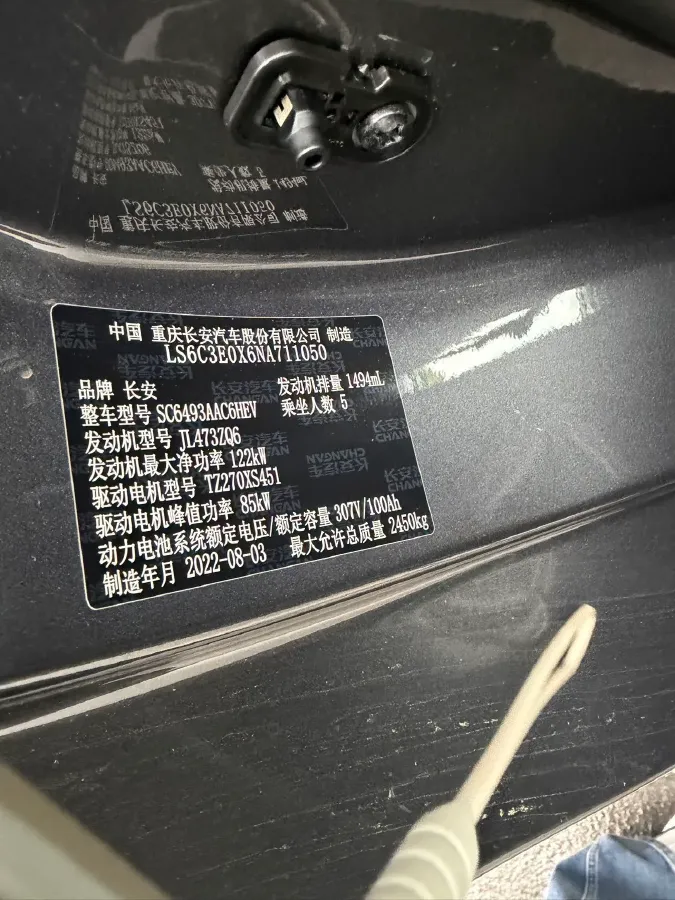 中国 重庆长安汽车股份有限公司 制造
LS6C3E0X6NA711050
品牌 长安 发动机排量 1494mL
整车型号 SC6493AAC6HEV 乘坐人数 5
发动机型号 JL473ZQ6
发动机最大净功率 122kW
驱动电机型号 TZ270XS451
驱动电机峰值功率 85kW
动力电池系统额定电压/额定容量 307V/100Ah
制造年月 2022-08-03 最大允许总质量 2450kg
长安汽车
CHANGAN